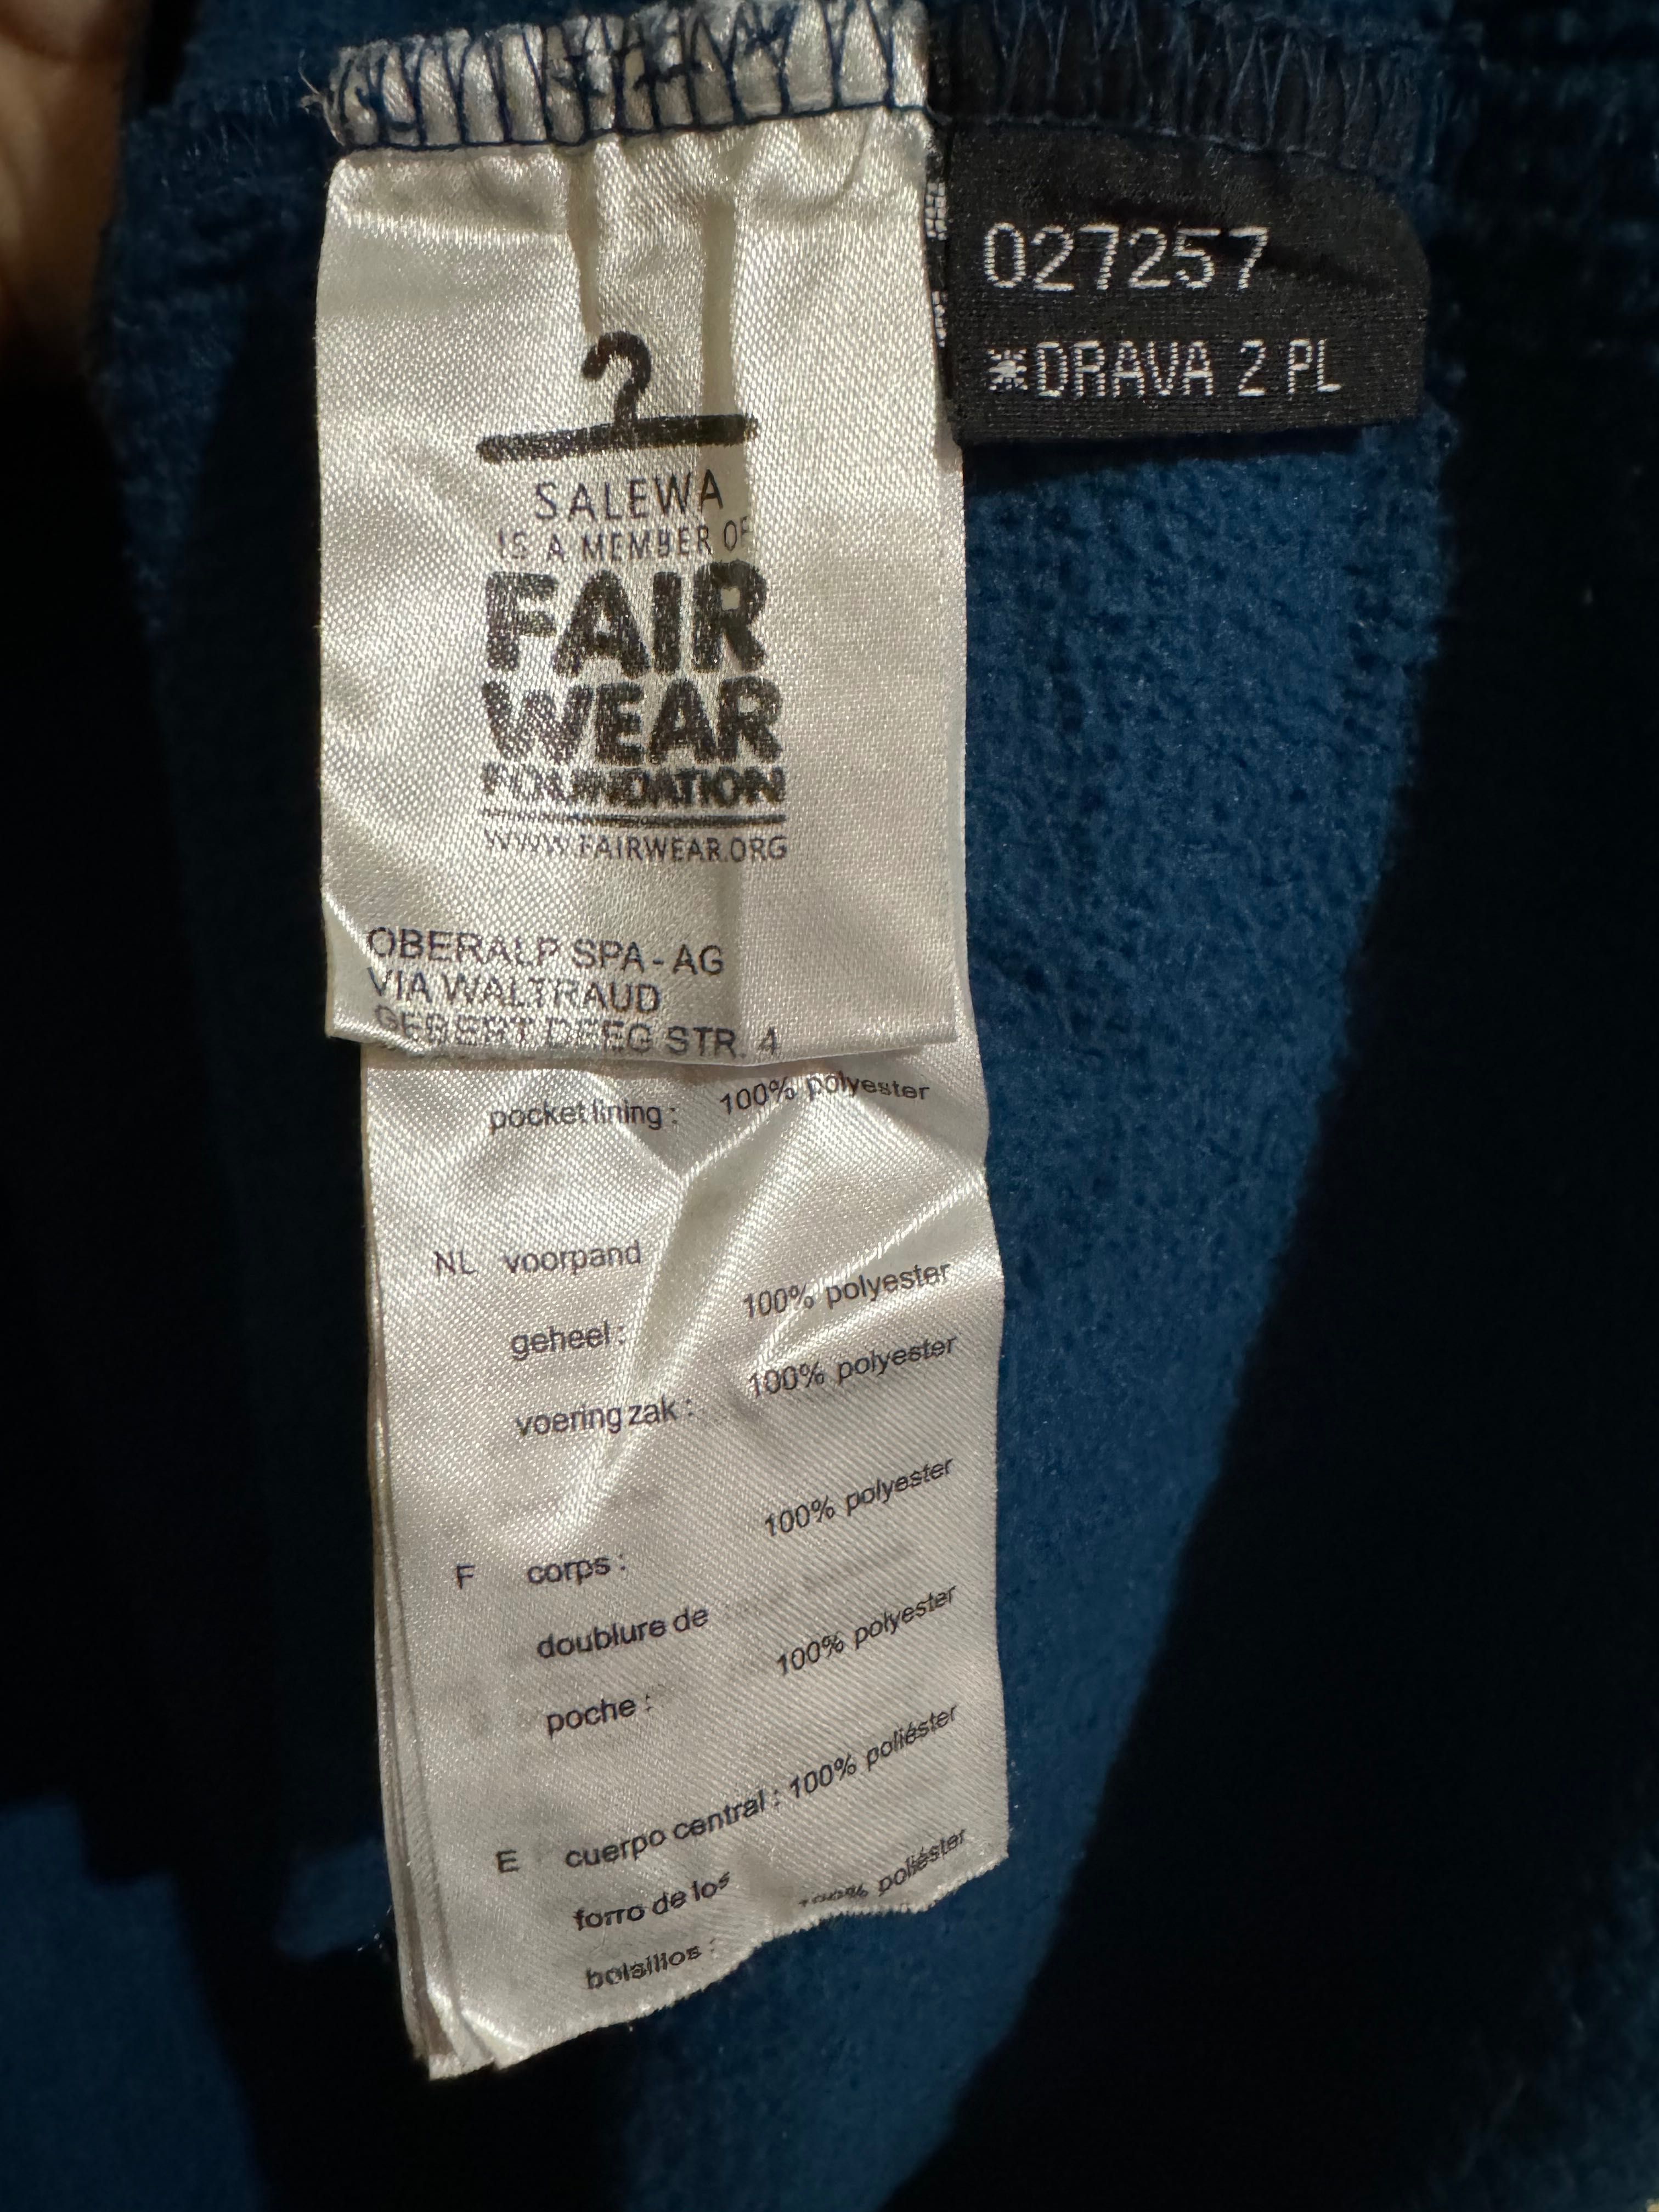 027257
*DRAVA 2 PL
SALEWA
IS A MEMBER OF
FAIR
WEAR
FOUNDATION
WWW.FAIRWEAR.ORG
OBERALP SPA-AG
VIA WALTRAUD
GEBERT DEEG STR. 4
pocket lining : 100% polyester
NL voorpand
geheel : 100% polyester
voering zak : 100% polyester
F corps : 100% polyester
doublure de
poche : 100% polyester
E cuerpo central : 100% poliéster
forro de los
bolsillos : 100% poliéster